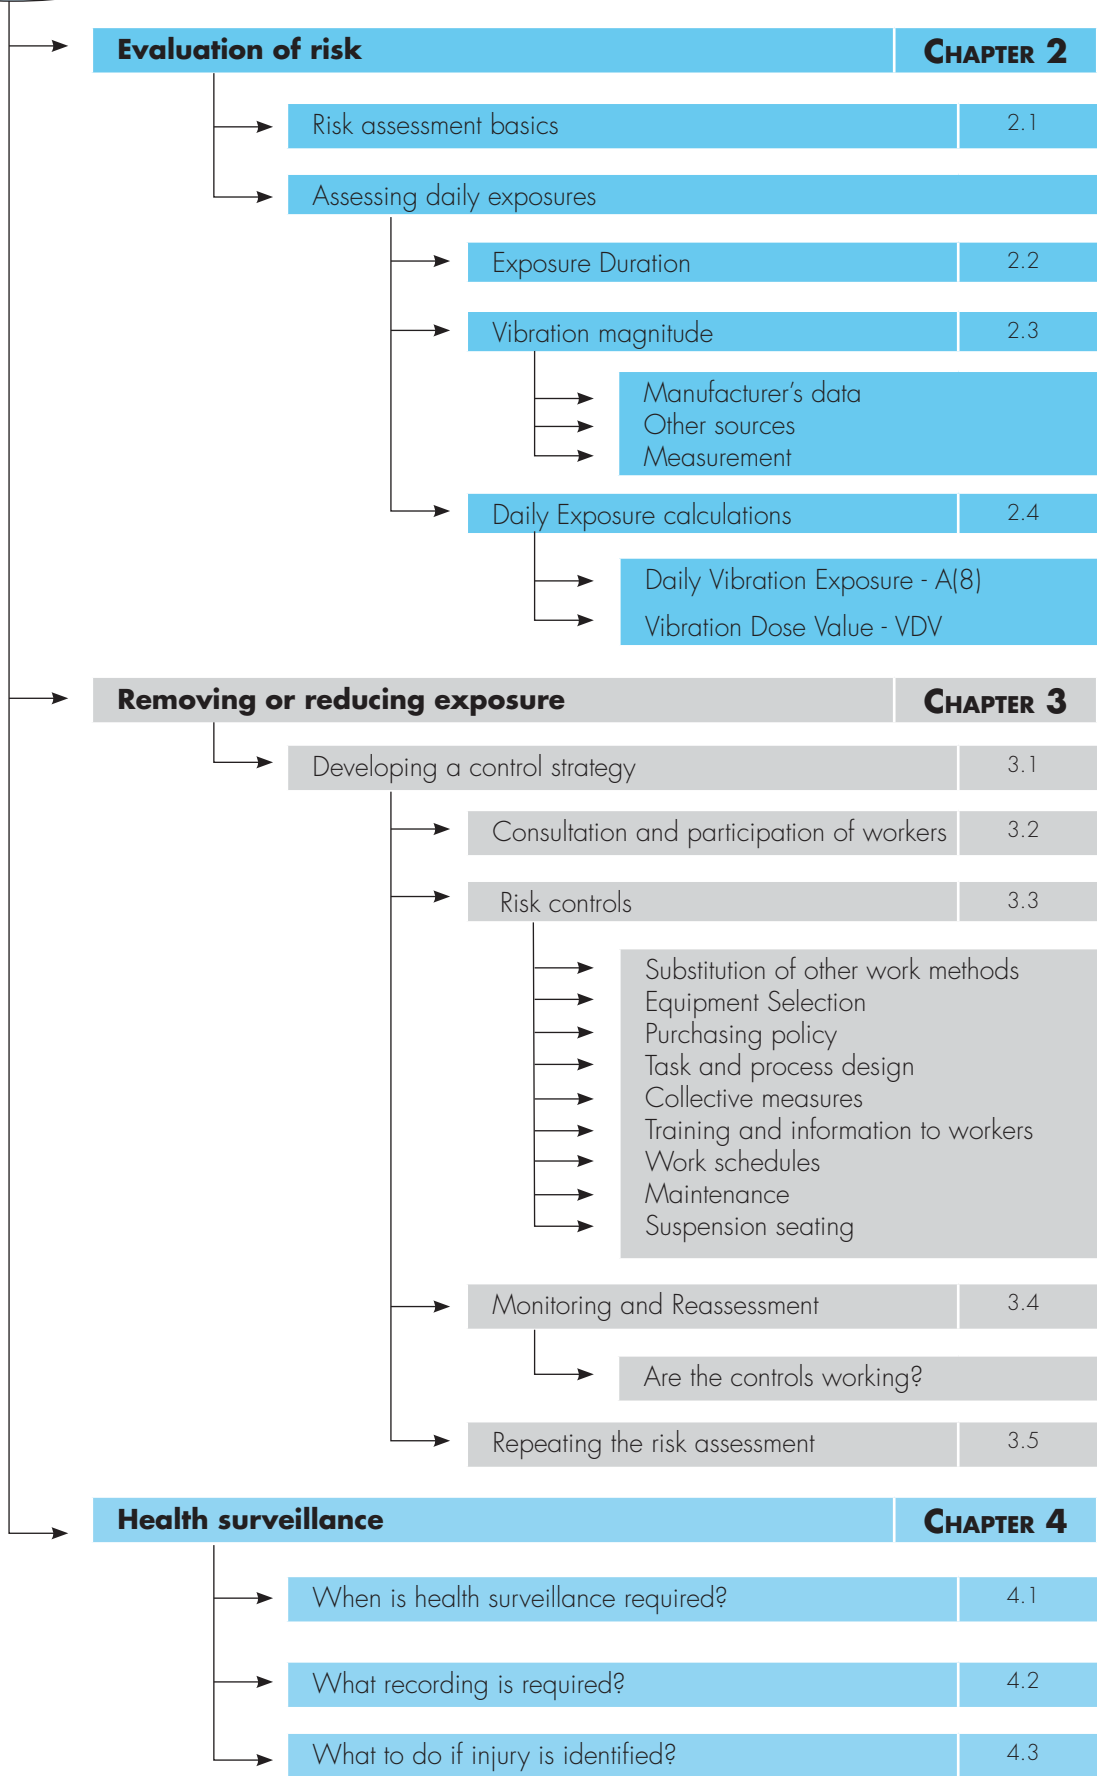 Evaluation of risk CHAPTER 2
Risk assessment basics 2.1
Assessing daily exposures
Exposure Duration 2.2
Vibration magnitude 2.3
Manufacturer's data
Other sources
Measurement
Daily Exposure calculations 2.4
Daily Vibration Exposure - A(8)
Vibration Dose Value - VDV
Removing or reducing exposure CHAPTER 3
Developing a control strategy 3.1
Consultation and participation of workers 3.2
Risk controls 3.3
Substitution of other work methods
Equipment Selection
Purchasing policy
Task and process design
Collective measures
Training and information to workers
Work schedules
Maintenance
Suspension seating
Monitoring and Reassessment 3.4
Are the controls working?
Repeating the risk assessment 3.5
Health surveillance CHAPTER 4
When is health surveillance required? 4.1
What recording is required? 4.2
What to do if injury is identified? 4.3